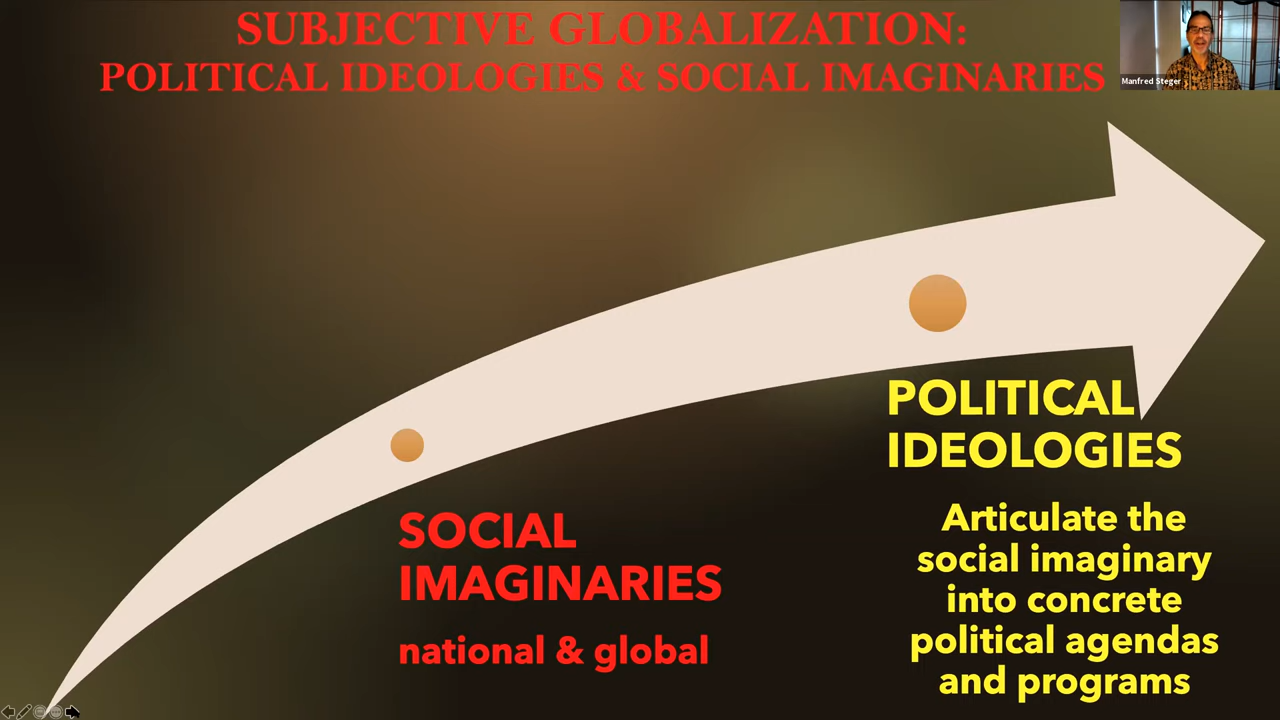 SUBJECTIVE GLOBALIZATION:
POLITICAL IDEOLOGIES & SOCIAL IMAGINARIES
Manfred Steger
SOCIAL
IMAGINARIES
national & global
POLITICAL
IDEOLOGIES
Articulate the
social imaginary
into concrete
political agendas
and programs